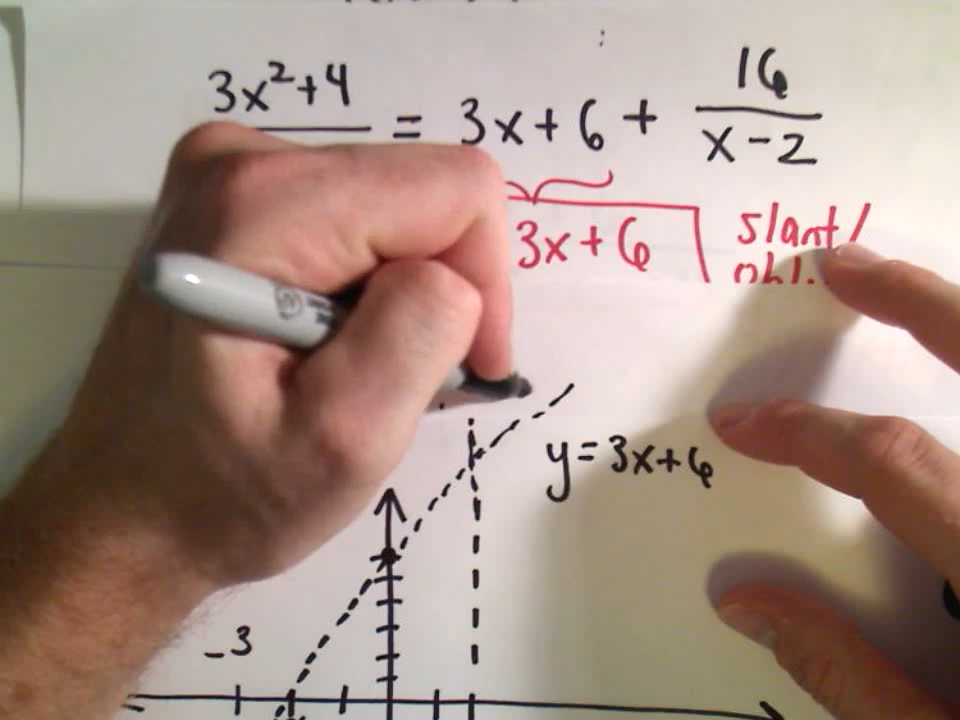 3x²+4 = 3x+6 + 16
x-2
3x+6 slant/
y=3x+6
-3